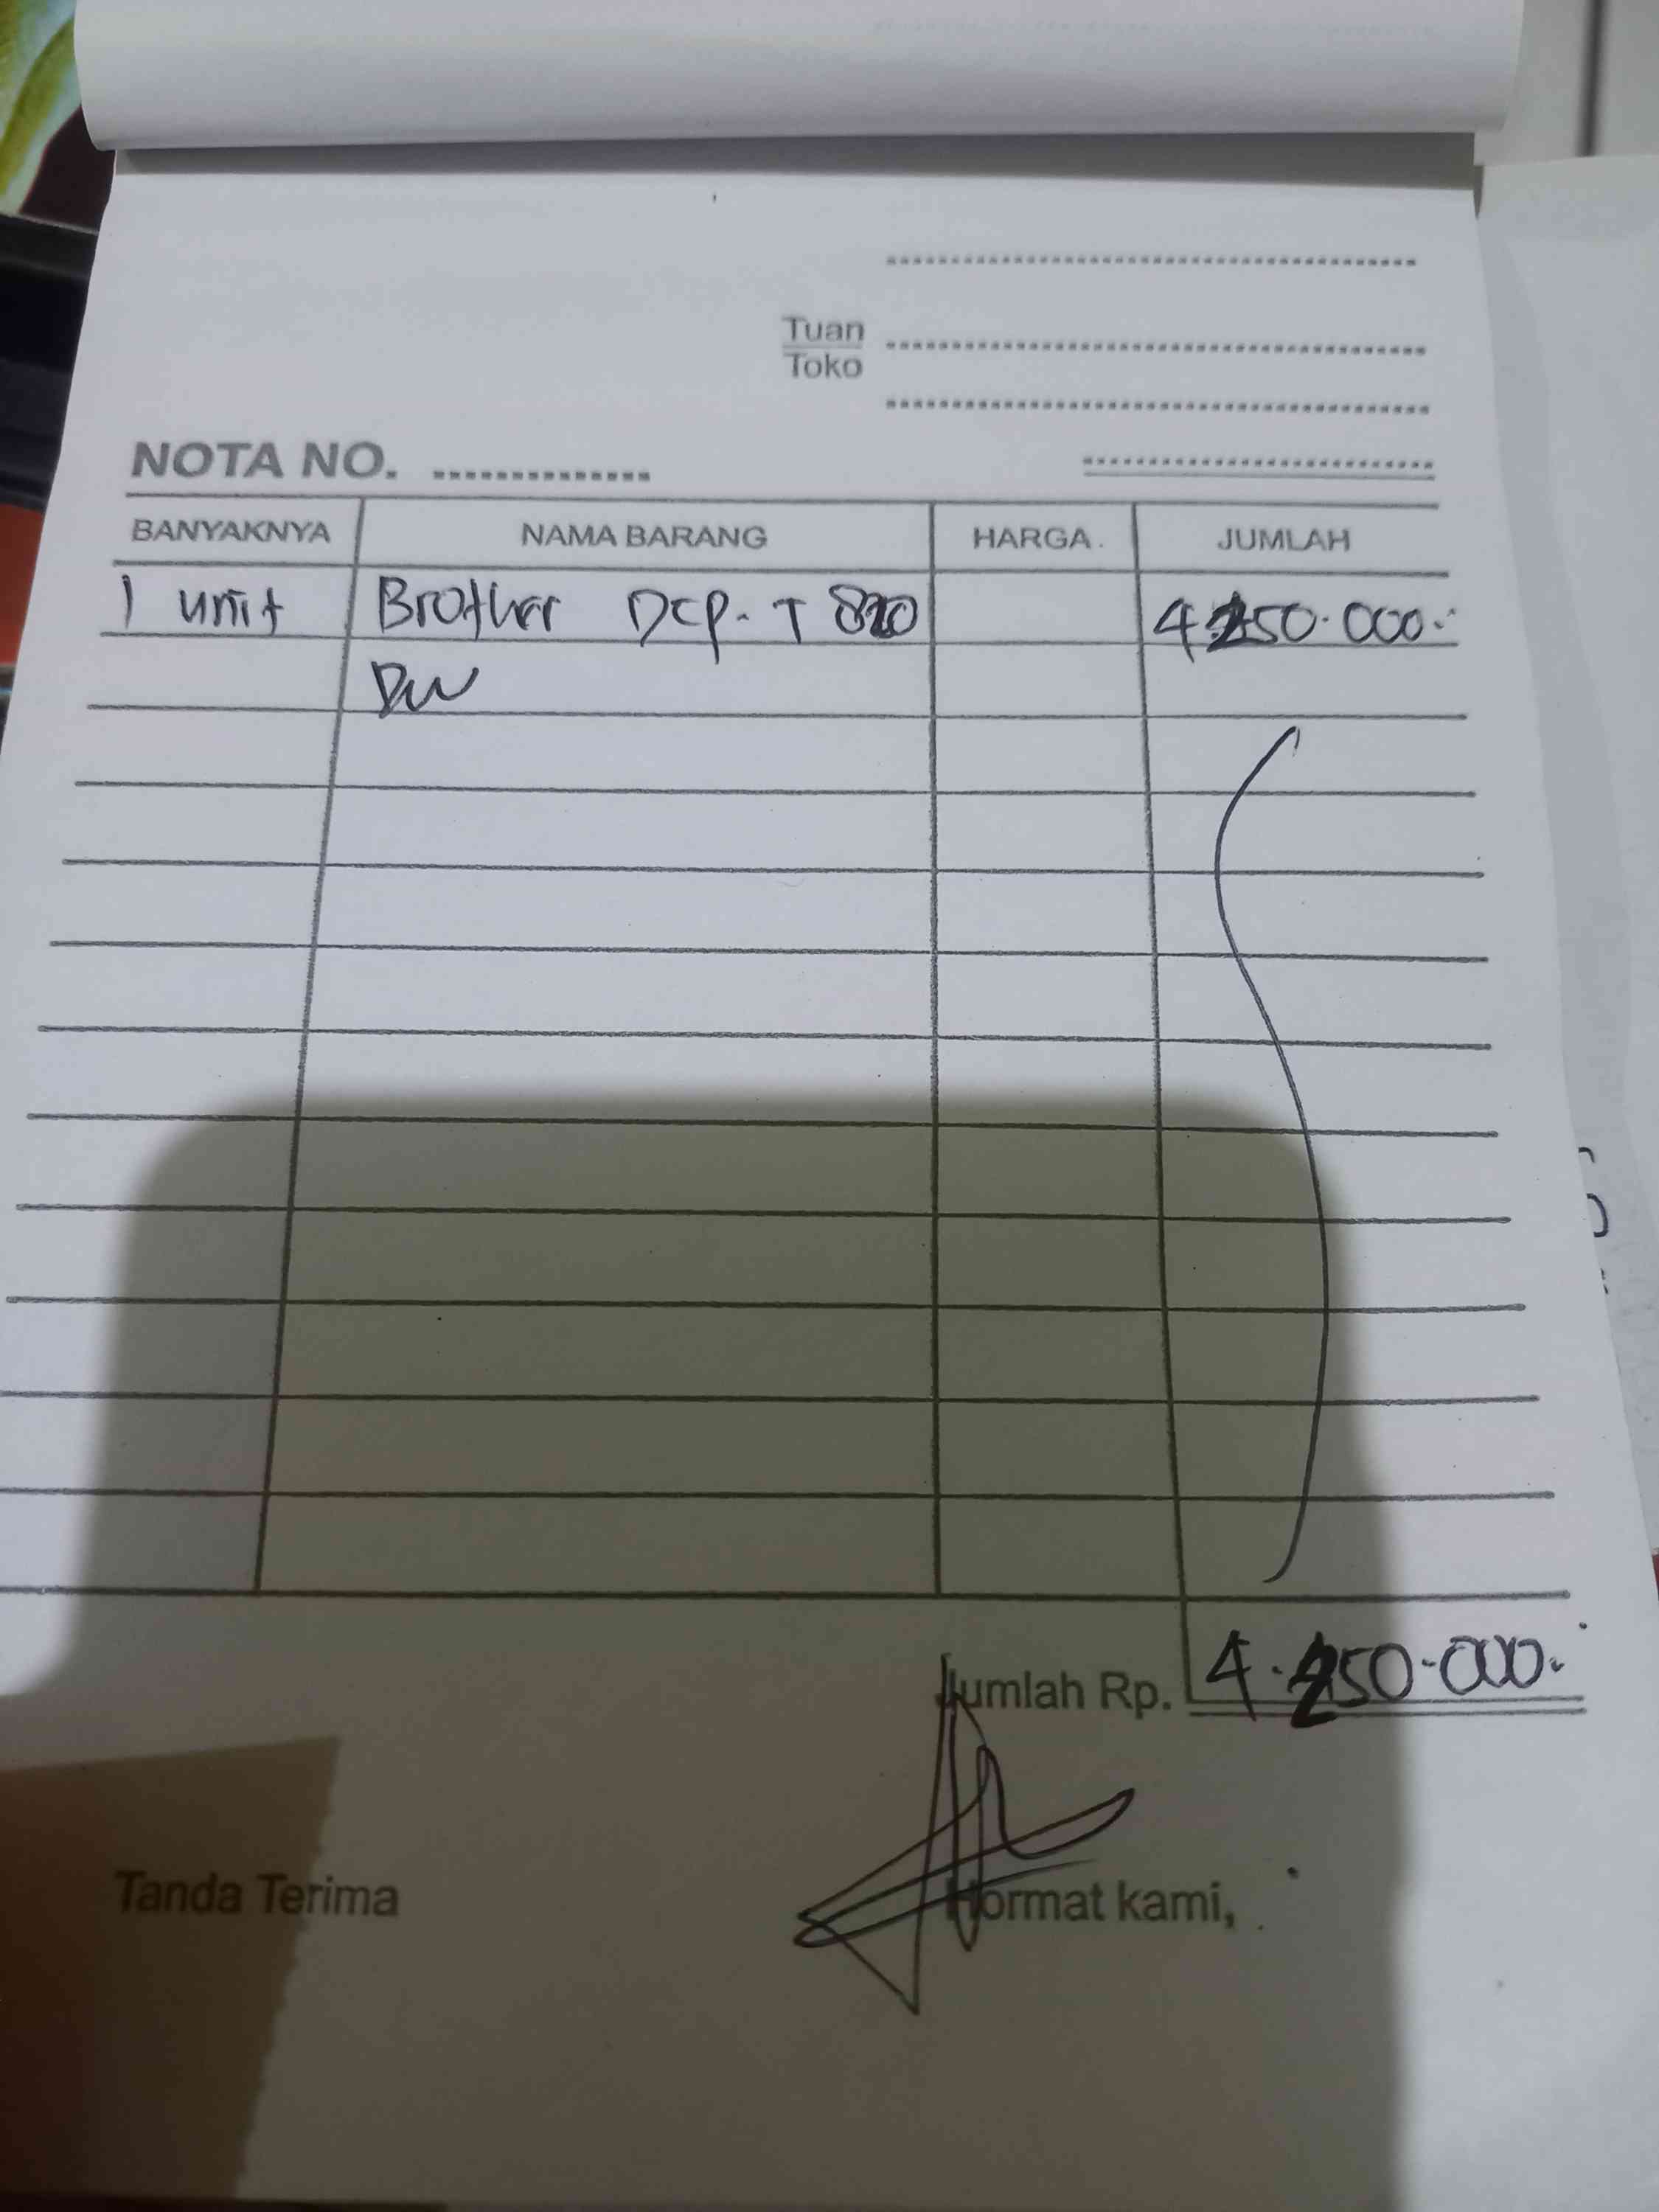 Tuan
Toko
NOTA NO.
BANYAKNYA NAMA BARANG HARGA. JUMLAH
1 unit Brother DCP-T 820 4.250.000.-
DW
Jumlah Rp. 4.250.000.-
Tanda Terima Hormat kami,